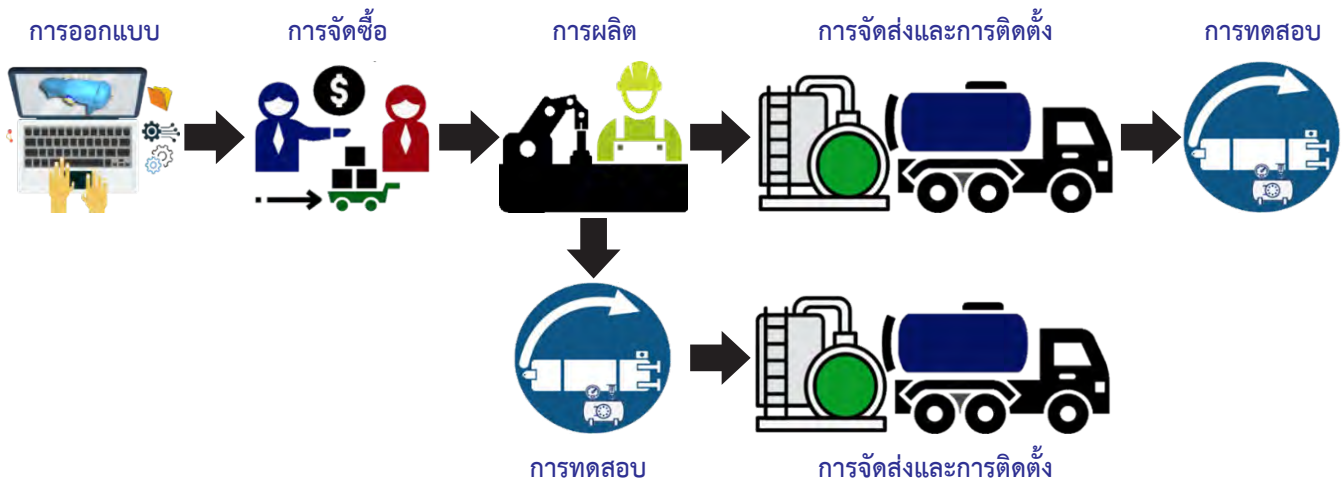 การออกแบบ
การจัดซื้อ
การผลิต
การจัดส่งและการติดตั้ง
การทดสอบ
$
การทดสอบ
การจัดส่งและการติดตั้ง